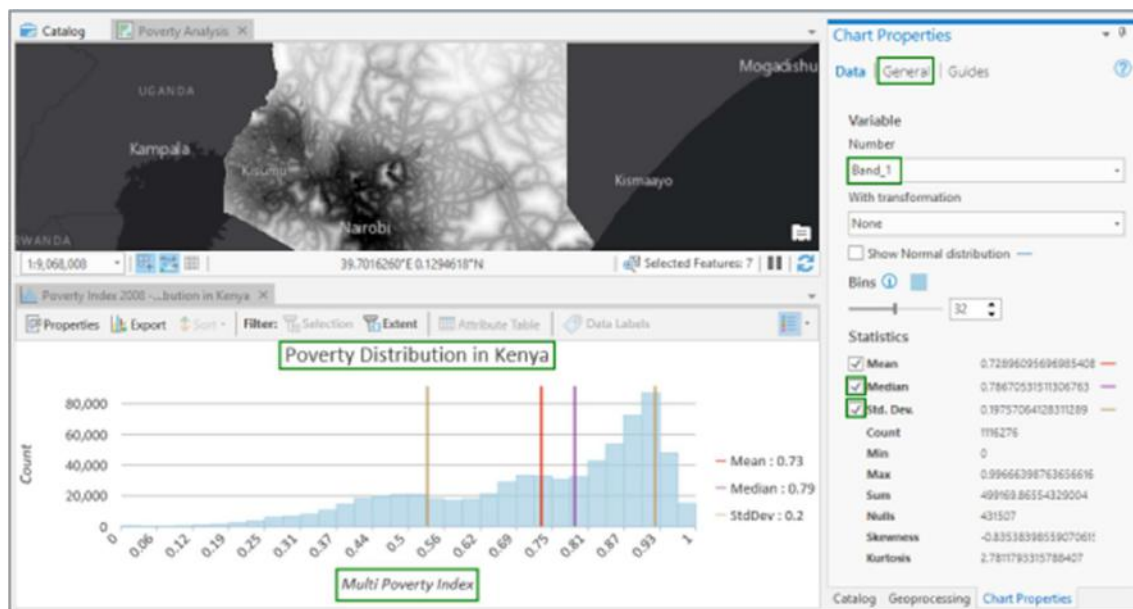 Catalog
Poverty Analysis
UGANDA
Kampala
Kisumu
Nairobi
Mogadishu
Kismaayo
RWANDA
1:9,068,008
39.7016260°E 0.1294618°N
Selected Features: 7
Poverty Index 2008 -...bution in Kenya
Properties
Export
Sort
Filter:
Selection
Extent
Attribute Table
Data Labels
Poverty Distribution in Kenya
80,000
60,000
40,000
20,000
0
Count
0 0.06 0.12 0.19 0.25 0.31 0.37 0.44 0.5 0.56 0.62 0.69 0.75 0.81 0.87 0.93 1
Multi Poverty Index
Mean : 0.73
Median : 0.79
StdDev : 0.2
Chart Properties
Data General Guides
Variable
Number
Band_1
With transformation
None
Show Normal distribution
Bins
32
Statistics
Mean 0.72896095696985408
Median 0.78670531511306763
Std. Dev. 0.19757064128311289
Count 1116276
Min 0
Max 0.99666398763656616
Sum 499169.86554329004
Nulls 431507
Skewness -0.8353839855907061
Kurtosis 2.7811793315788407
Catalog Geoprocessing Chart Properties